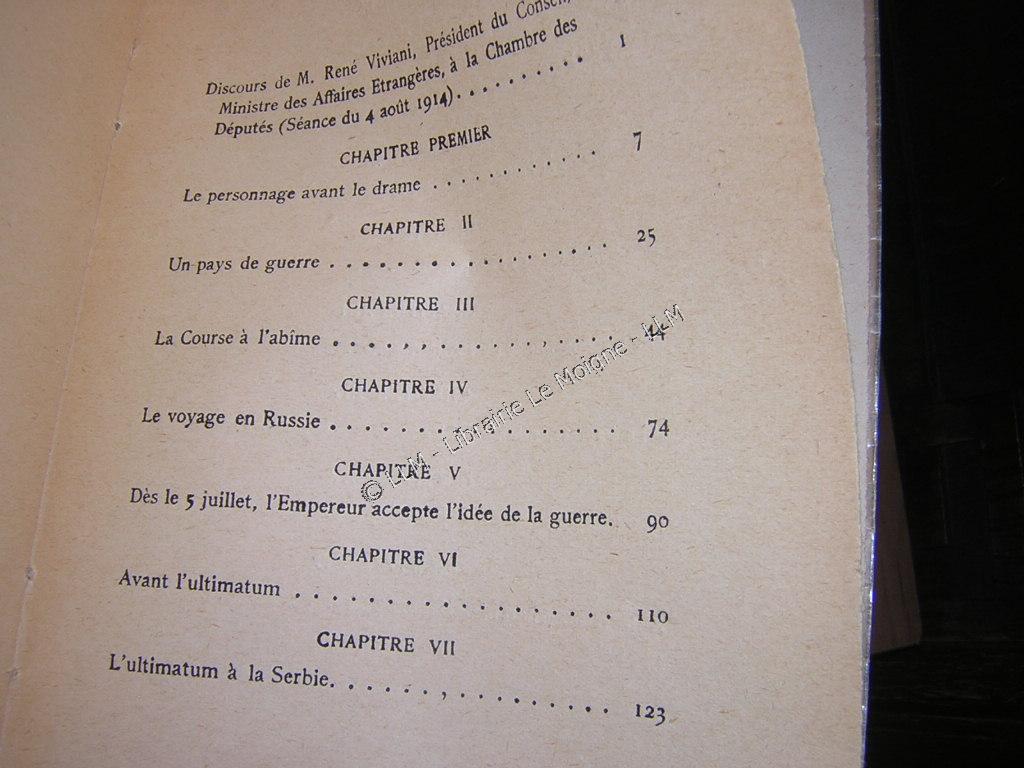 Discours de M. René Viviani, Président du Conseil,
Ministre des Affaires Etrangères, à la Chambre des
Députés (Séance du 4 août 1914). . . . . . . . . . 1
CHAPITRE PREMIER
Le personnage avant le drame . . . . . . . . . . . . 7
CHAPITRE II
Un pays de guerre . . . . . . . . . . . . . . . . . 25
CHAPITRE III
La Course à l'abîme . . . . , , . . . . . . , . . . . 44
CHAPITRE IV
Le voyage en Russie . . . . . . . . . . . . . . . . . 74
CHAPITRE V
Dès le 5 juillet, l'Empereur accepte l'idée de la guerre. 90
CHAPITRE VI
Avant l'ultimatum . . . . . . . . . . . . . . . . . 110
CHAPITRE VII
L'ultimatum à la Serbie. . . . . . , . . . . . . . . 123
© LLM - Librairie Le Moigne - LLM